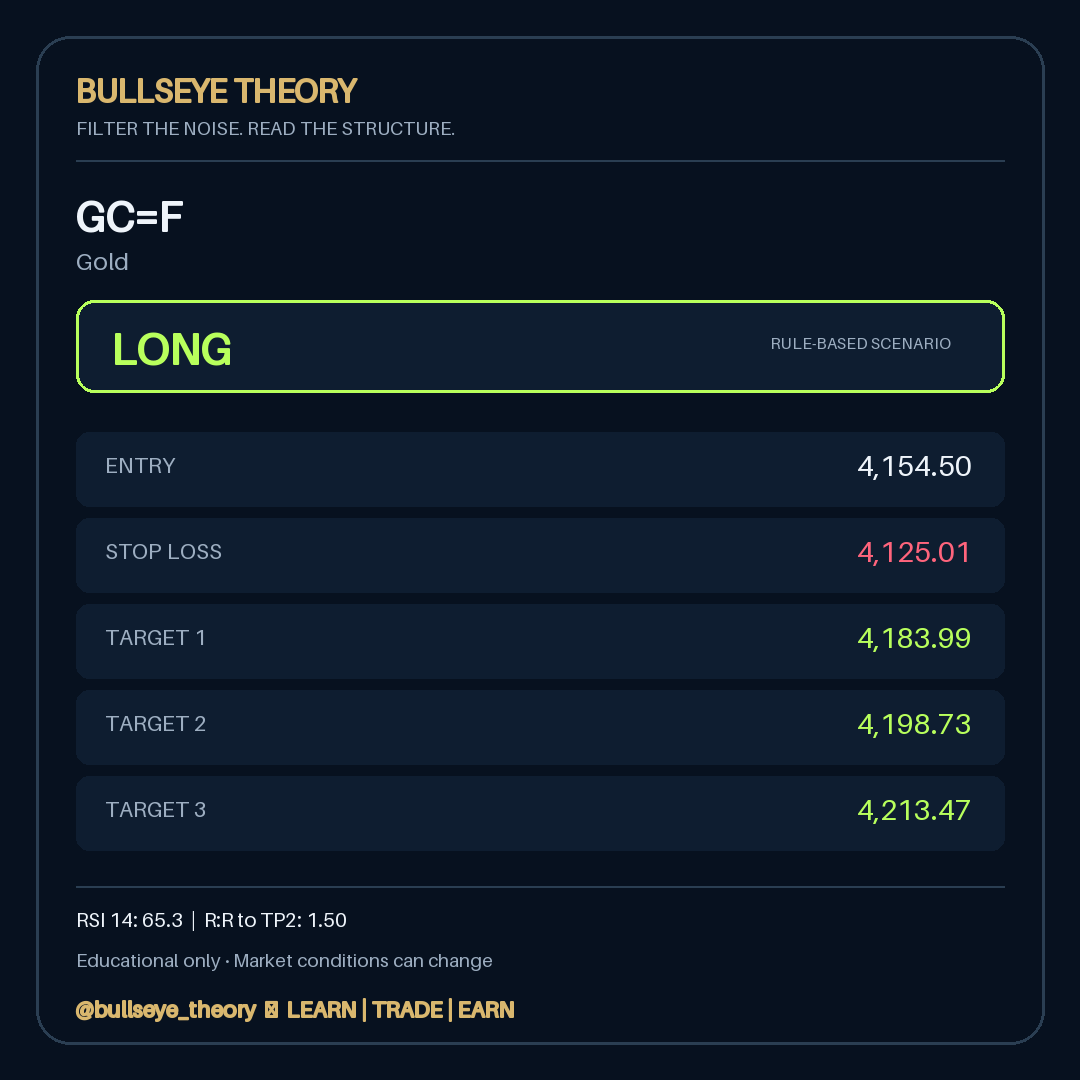 BULLSEYE THEORY
FILTER THE NOISE. READ THE STRUCTURE.
GC=F
Gold
LONG RULE-BASED SCENARIO
ENTRY 4,154.50
STOP LOSS 4,125.01
TARGET 1 4,183.99
TARGET 2 4,198.73
TARGET 3 4,213.47
RSI 14: 65.3 | R:R to TP2: 1.50
Educational only · Market conditions can change
@bullseye_theory LEARN | TRADE | EARN